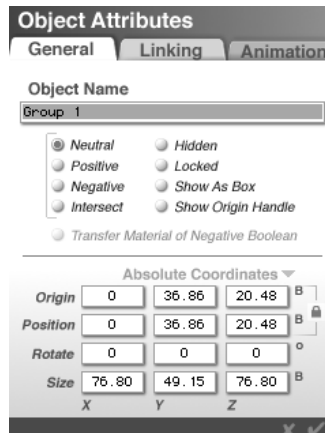 Object Attributes
General Linking Animation
Object Name
Group 1
Neutral Hidden
Positive Locked
Negative Show As Box
Intersect Show Origin Handle
Transfer Material of Negative Boolean
Absolute Coordinates
Origin 0 36.86 20.48 B
Position 0 36.86 20.48 B
Rotate 0 0 0 o
Size 76.80 49.15 76.80 B
X Y Z